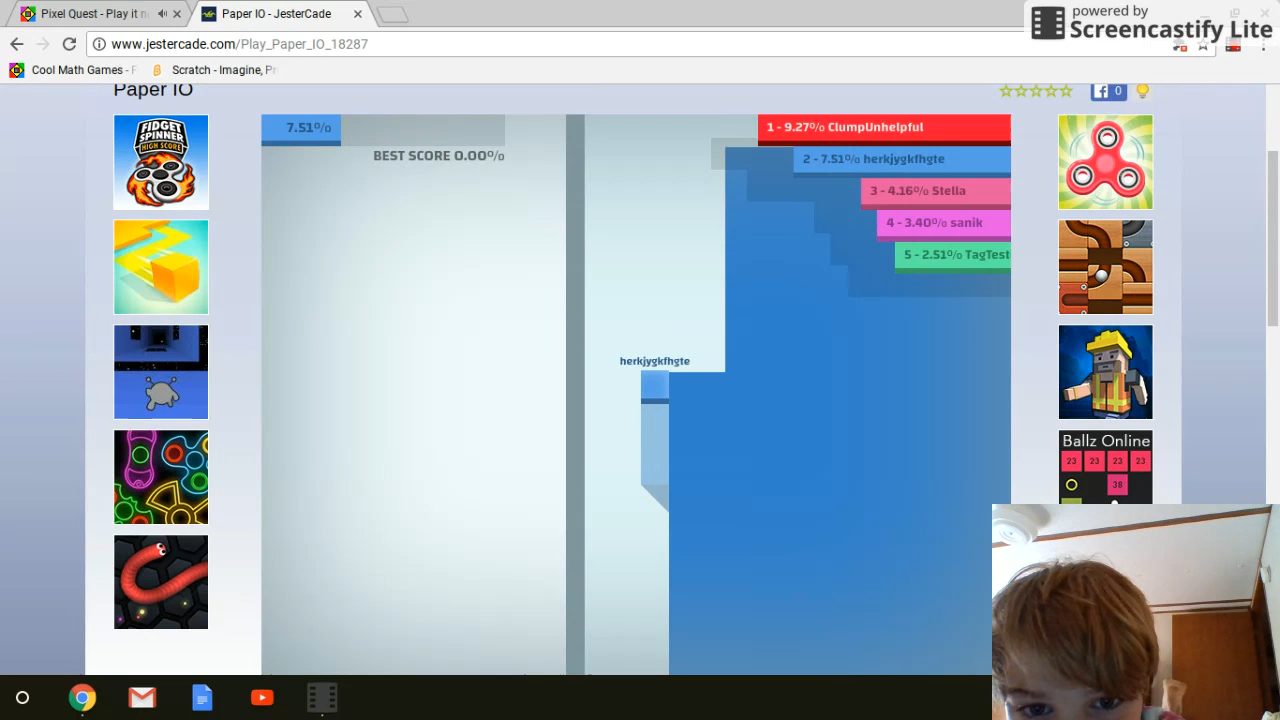 Pixel Quest - Play it n
Paper IO - JesterCade
powered by
Screencastify Lite
www.jestercade.com/Play_Paper_IO_18287
Cool Math Games - F
Scratch - Imagine, Pr
Paper IO
0
FIDGET
SPINNER
HIGH SCORE
7.51%
BEST SCORE 0.00%
1 - 9.27% ClumpUnhelpful
2 - 7.51% herkjygkfhgte
3 - 4.16% Stella
4 - 3.40% sanik
5 - 2.51% TagTest
herkjygkfhgte
Ballz Online
23 23 23 23
38